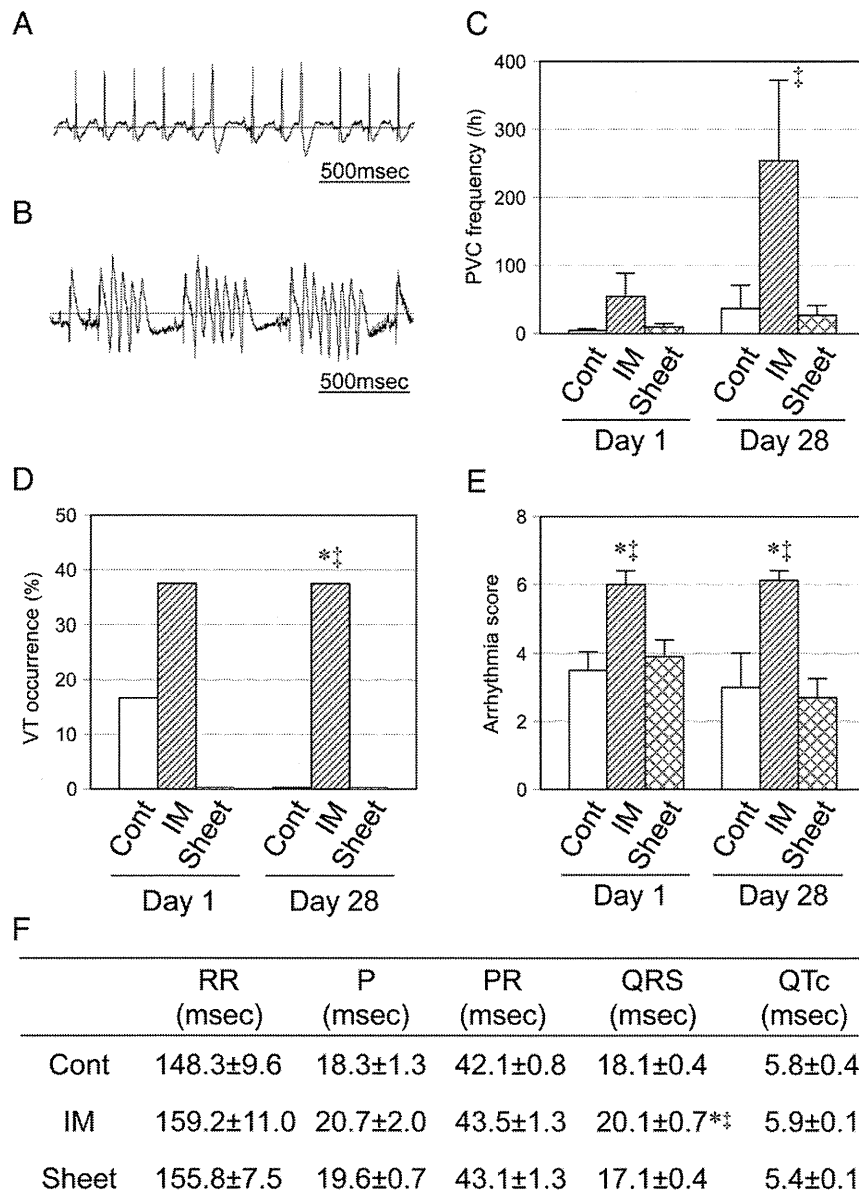 A
500msec
B
500msec
C
PVC frequency (/h)
400
300
200
100
0
‡
Cont
IM
Sheet
Cont
IM
Sheet
Day 1
Day 28
D
VT occurrence (%)
50
40
30
20
10
0
*‡
Cont
IM
Sheet
Cont
IM
Sheet
Day 1
Day 28
E
Arrhythmia score
8
6
4
2
0
*‡
*‡
Cont
IM
Sheet
Cont
IM
Sheet
Day 1
Day 28
F
RR P PR QRS QTc
(msec) (msec) (msec) (msec) (msec)
Cont 148.3±9.6 18.3±1.3 42.1±0.8 18.1±0.4 5.8±0.4
IM 159.2±11.0 20.7±2.0 43.5±1.3 20.1±0.7*‡ 5.9±0.1
Sheet 155.8±7.5 19.6±0.7 43.1±1.3 17.1±0.4 5.4±0.1